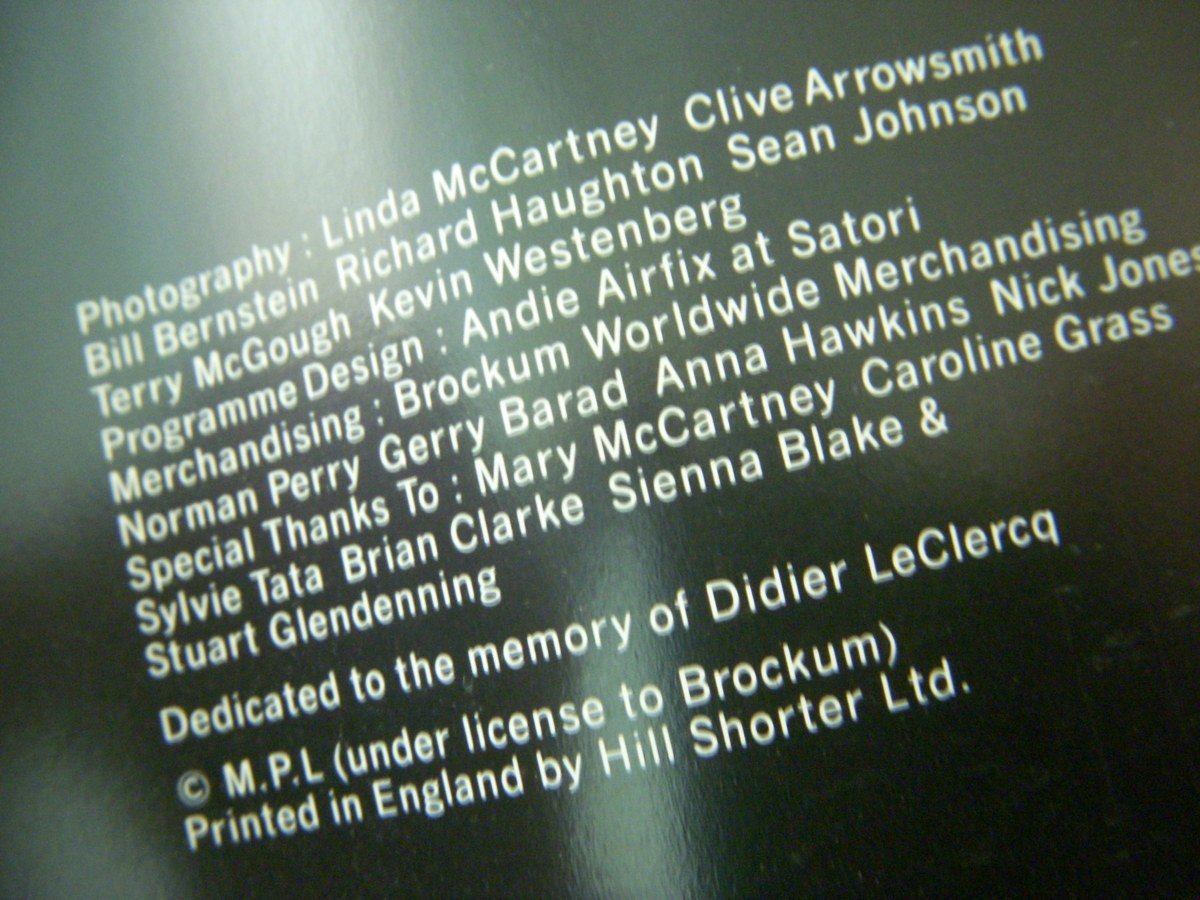 Photography : Linda McCartney Clive Arrowsmith
Bill Bernstein Richard Haughton Sean Johnson
Terry McGough Kevin Westenberg
Programme Design : Andie Airfix at Satori
Merchandising : Brockum Worldwide Merchandising
Norman Perry Gerry Barad Anna Hawkins Nick Jones
Special Thanks To : Mary McCartney Caroline Grass
Sylvie Tata Brian Clarke Sienna Blake &
Stuart Glendenning
Dedicated to the memory of Didier LeClercq
© M.P.L (under license to Brockum)
Printed in England by Hill Shorter Ltd.